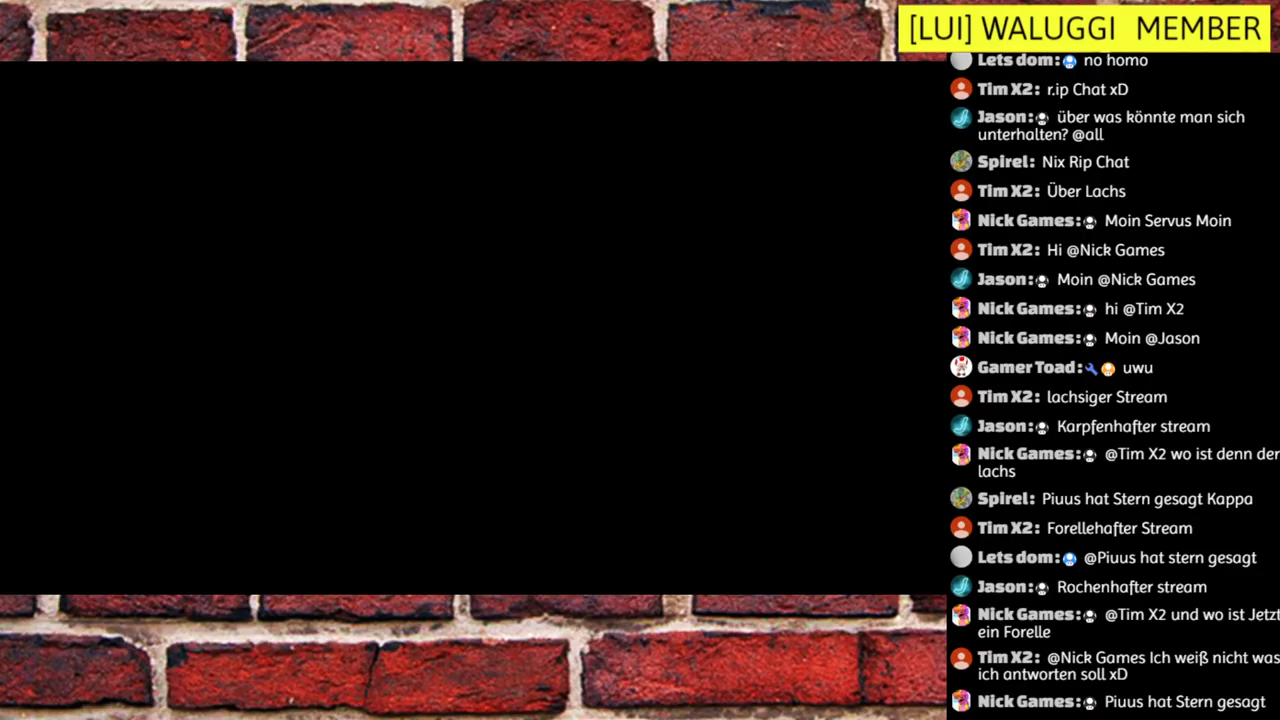 [LUI] WALUGGI MEMBER
Lets dom: no homo
Tim X2: r.ip Chat xD
Jason: über was könnte man sich
unterhalten? @all
Spirel: Nix Rip Chat
Tim X2: Über Lachs
Nick Games: Moin Servus Moin
Tim X2: Hi @Nick Games
Jason: Moin @Nick Games
Nick Games: hi @Tim X2
Nick Games: Moin @Jason
Gamer Toad: uwu
Tim X2: lachsiger Stream
Jason: Karpfenhafter stream
Nick Games: @Tim X2 wo ist denn der
lachs
Spirel: Piuus hat Stern gesagt Kappa
Tim X2: Forellehafter Stream
Lets dom: @Piuus hat stern gesagt
Jason: Rochenhafter stream
Nick Games: @Tim X2 und wo ist Jetzt
ein Forelle
Tim X2: @Nick Games Ich weiß nicht was
ich antworten soll xD
Nick Games: Piuus hat Stern gesagt